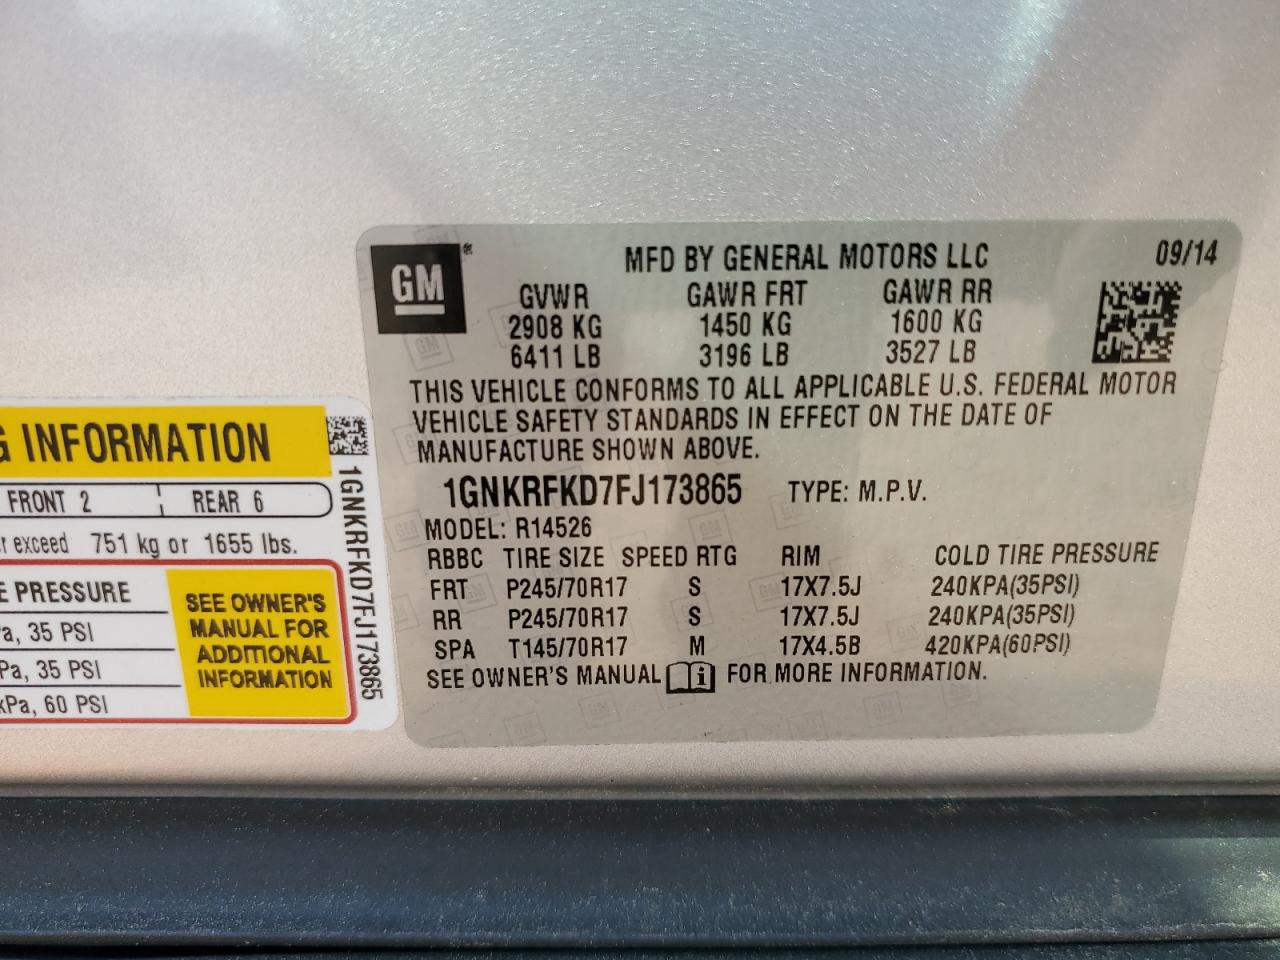 GM
MFD BY GENERAL MOTORS LLC 09/14
GVWR GAWR FRT GAWR RR
2908 KG 1450 KG 1600 KG
6411 LB 3196 LB 3527 LB
THIS VEHICLE CONFORMS TO ALL APPLICABLE U.S. FEDERAL MOTOR
VEHICLE SAFETY STANDARDS IN EFFECT ON THE DATE OF
MANUFACTURE SHOWN ABOVE.
1GNKRFKD7FJ173865 TYPE: M.P.V.
MODEL: R14526
RBBC TIRE SIZE SPEED RTG RIM COLD TIRE PRESSURE
FRT P245/70R17 S 17X7.5J 240KPA(35PSI)
RR P245/70R17 S 17X7.5J 240KPA(35PSI)
SPA T145/70R17 M 17X4.5B 420KPA(60PSI)
SEE OWNER'S MANUAL i FOR MORE INFORMATION.
G INFORMATION
FRONT 2 REAR 6
r exceed 751 kg or 1655 lbs.
E PRESSURE
a, 35 PSI
Pa, 35 PSI
kPa, 60 PSI
SEE OWNER'S
MANUAL FOR
ADDITIONAL
INFORMATION
1GNKRFKD7FJ173865